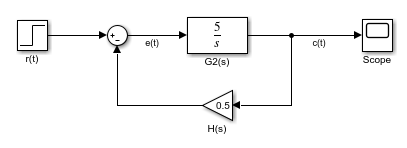 +
−
e(t)
5
s
G2(s)
c(t)
r(t)
Scope
0.5
H(s)